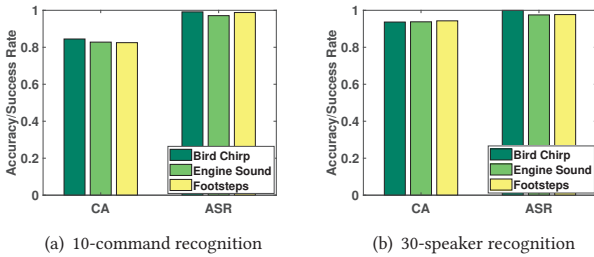 Accuracy/Success Rate
1
0.8
0.6
0.4
0.2
0
CA
ASR
Bird Chirp
Engine Sound
Footsteps
(a) 10-command recognition
Accuracy/Success Rate
1
0.8
0.6
0.4
0.2
0
CA
ASR
Bird Chirp
Engine Sound
Footsteps
(b) 30-speaker recognition